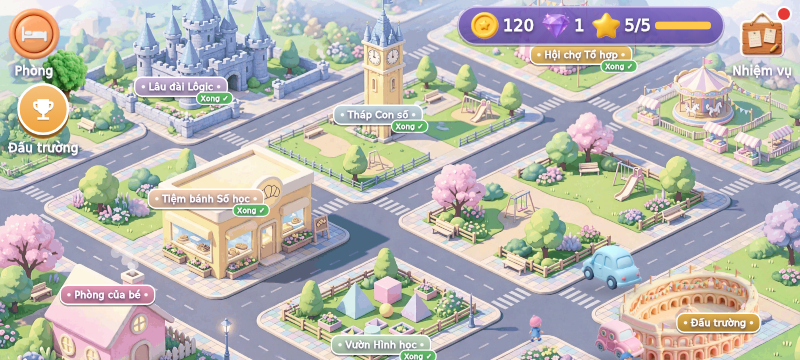 120 1 5/5
Phòng
Nhiệm vụ
• Hội chợ Tổ hợp •
Xong ✓
• Lâu đài Lôgic •
Xong ✓
• Tháp Con số •
Xong ✓
Đấu trường
• Tiệm bánh Số học •
Xong ✓
• Phòng của bé •
• Đấu trường •
• Vườn Hình học •
Xong ✓